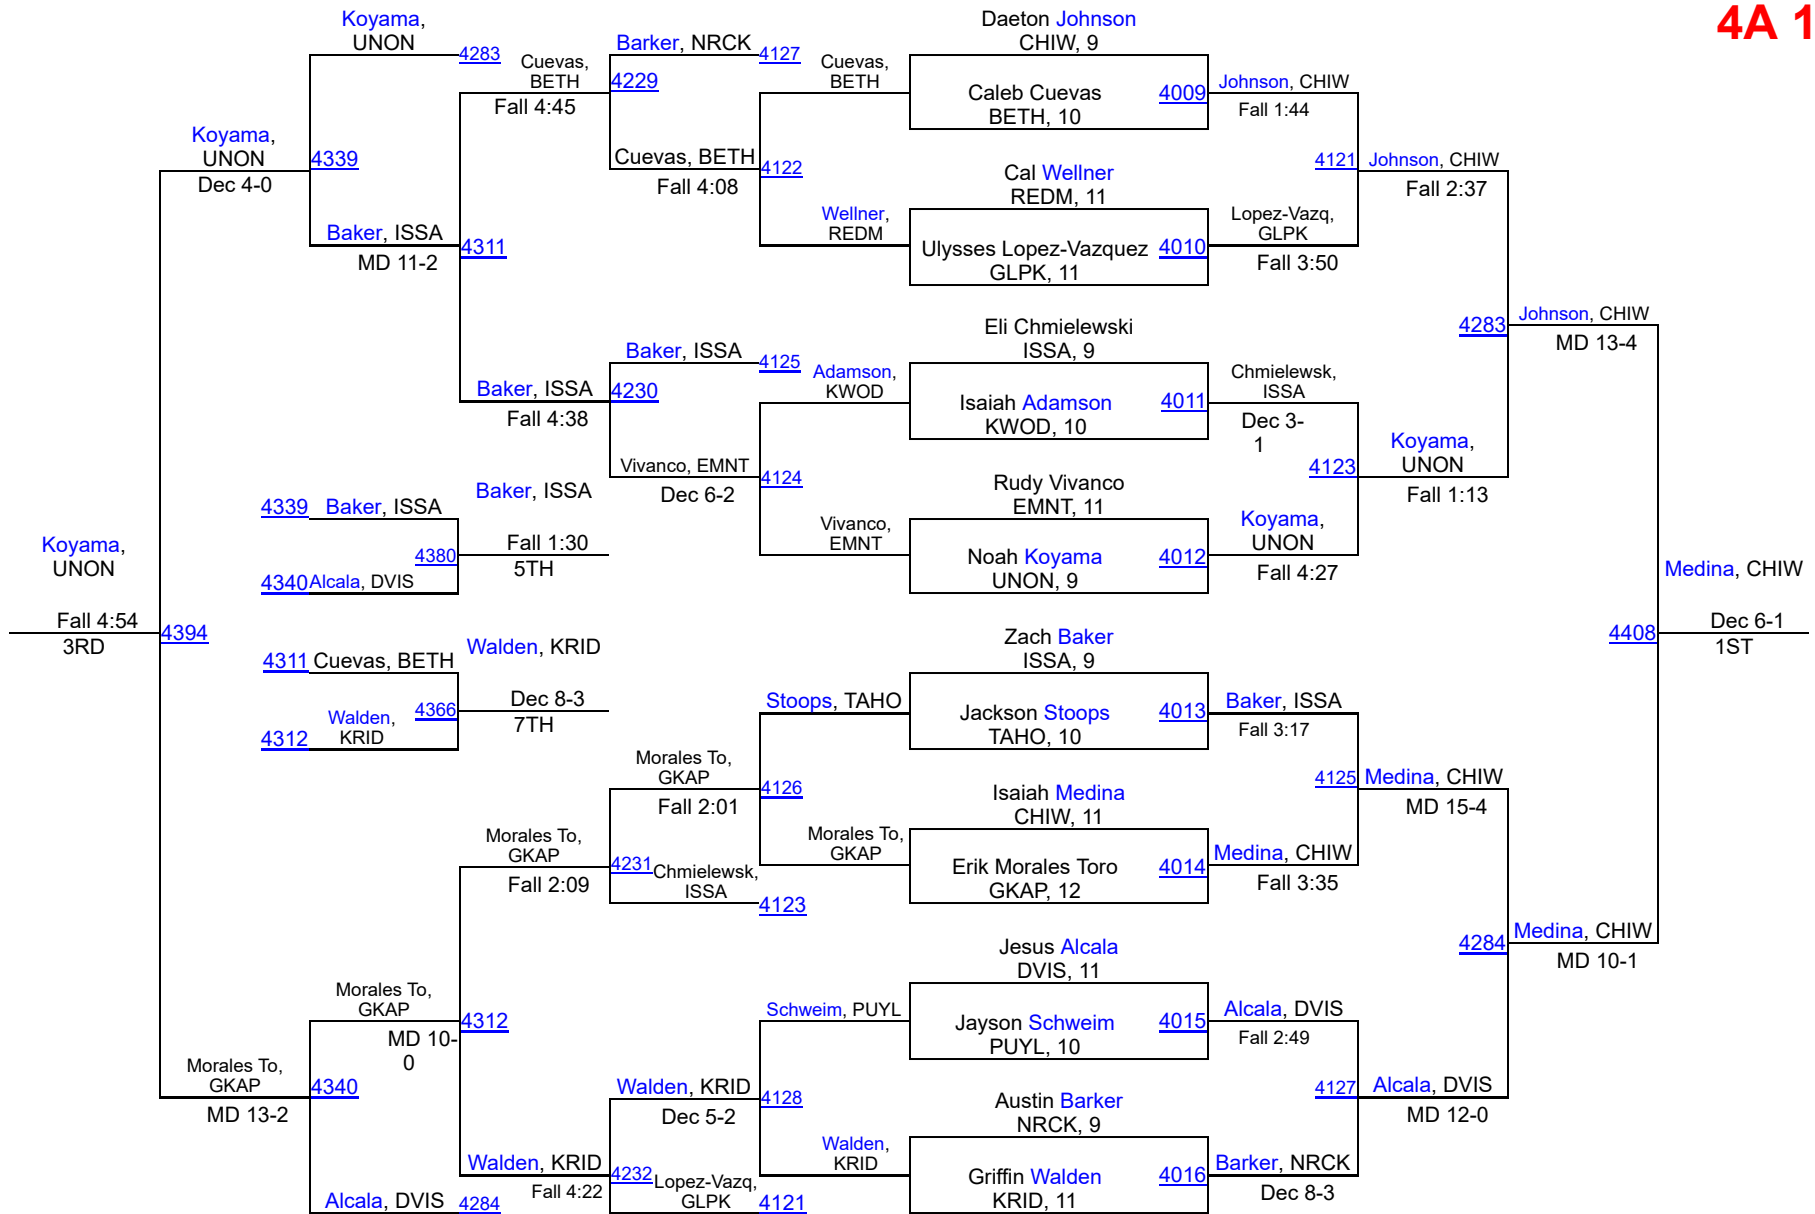 4A 1
Koyama,
UNON
4283
Cuevas,
BETH
Fall 4:45
Barker, NRCK
4127
4229
Cuevas,
BETH
Daeton Johnson
CHIW, 9
Caleb Cuevas
BETH, 10
4009
Johnson, CHIW
Fall 1:44
Koyama,
UNON
Dec 4-0
4339
Cuevas, BETH
Fall 4:08
4122
Cal Wellner
REDM, 11
4121
Johnson, CHIW
Fall 2:37
Baker, ISSA
MD 11-2
4311
Wellner,
REDM
Ulysses Lopez-Vazquez
GLPK, 11
4010
Lopez-Vazq,
GLPK
Fall 3:50
Eli Chmielewski
ISSA, 9
4283
Johnson, CHIW
MD 13-4
Baker, ISSA
4125
Baker, ISSA
Fall 4:38
4230
Adamson,
KWOD
Isaiah Adamson
KWOD, 10
4011
Chmielewsk,
ISSA
Dec 3-
1
Vivanco, EMNT
Dec 6-2
4124
Rudy Vivanco
EMNT, 11
4123
Koyama,
UNON
Fall 1:13
4339
Baker, ISSA
Baker, ISSA
4380
Fall 1:30
5TH
4340
Alcala, DVIS
Vivanco,
EMNT
Noah Koyama
UNON, 9
4012
Koyama,
UNON
Fall 4:27
Koyama,
UNON
Fall 4:54
3RD
4394
Medina, CHIW
4408
Dec 6-1
1ST
4311
Cuevas, BETH
Walden, KRID
4366
Dec 8-3
7TH
4312
Walden,
KRID
Zach Baker
ISSA, 9
Stoops, TAHO
Jackson Stoops
TAHO, 10
4013
Baker, ISSA
Fall 3:17
Morales To,
GKAP
Fall 2:01
4126
Isaiah Medina
CHIW, 11
4125
Medina, CHIW
MD 15-4
Morales To,
GKAP
Fall 2:09
4231
Chmielewsk,
ISSA
4123
Morales To,
GKAP
Erik Morales Toro
GKAP, 12
4014
Medina, CHIW
Fall 3:35
Jesus Alcala
DVIS, 11
4284
Medina, CHIW
MD 10-1
Morales To,
GKAP
MD 10-
0
4312
Schweim, PUYL
Jayson Schweim
PUYL, 10
4015
Alcala, DVIS
Fall 2:49
Morales To,
GKAP
MD 13-2
4340
Walden, KRID
Dec 5-2
4128
Austin Barker
NRCK, 9
4127
Alcala, DVIS
MD 12-0
Walden, KRID
Fall 4:22
4232
Lopez-Vazq,
GLPK
4121
Walden,
KRID
Griffin Walden
KRID, 11
4016
Barker, NRCK
Dec 8-3
Alcala, DVIS
4284